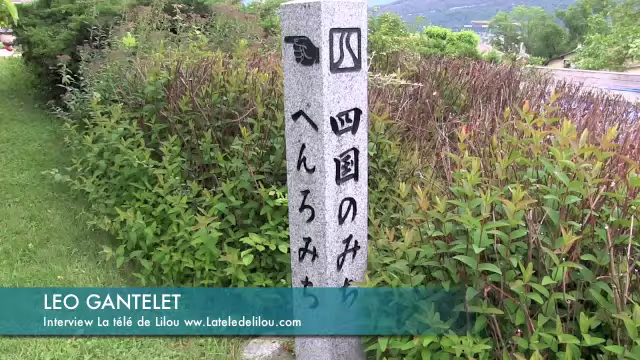 四国のみち
へんろみち
LEO GANTELET
Interview La télé de Lilou www.Lateledelilou.com